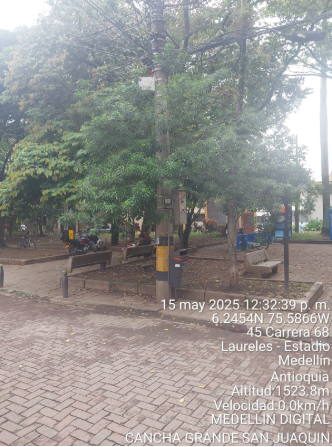 15 may 2025 12:32:39 p. m.
6.2454N 75.5866W
45 Carrera 68
Laureles - Estadio
Medellín
Antioquia
Altitud:1523.8m
Velocidad:0.0km/h
MEDELLIN DIGITAL
CANCHA GRANDE SAN JUAQUIN